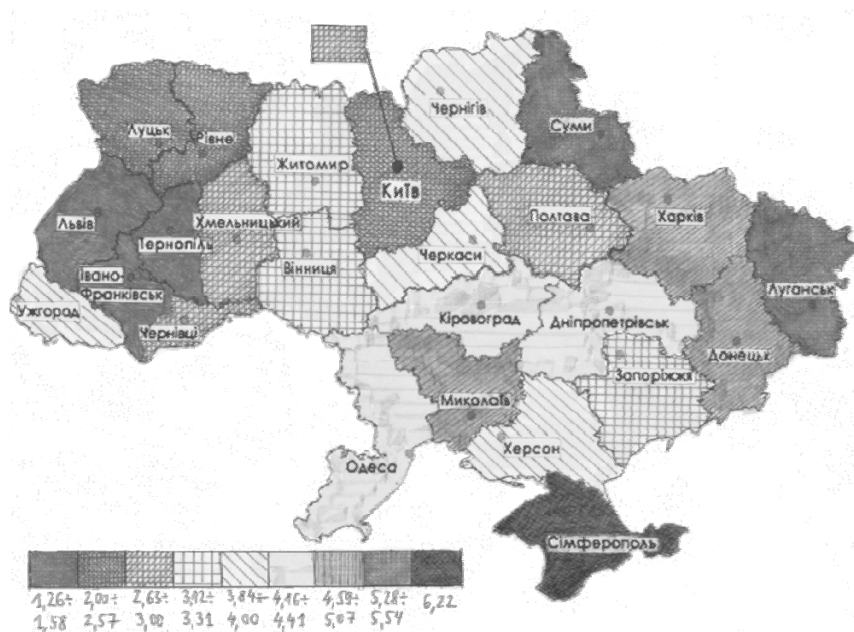 Чернігів
Суми
Луцьк
Рівне
Житомир
Київ
Полтава
Харків
Львів
Тернопіль
Хмельницький
Черкаси
Луганськ
Вінниця
Івано-
Франківськ
Ужгород
Кіровоград
Дніпропетрівськ
Чернівці
Донецьк
Запоріжжя
Миколаїв
Херсон
Одеса
Сімферополь
1,26÷ 2,00÷ 2,63÷ 3,02÷ 3,84÷ 4,16÷ 4,59÷ 5,28÷ 6,22
1,58 2,57 3,00 3,31 4,00 4,41 5,07 5,54